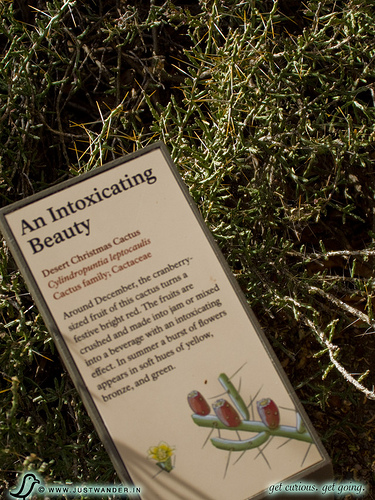 An Intoxicating
Beauty
Desert Christmas Cactus
Cylindropuntia leptocaulis
Cactus family; Cactaceae
Around December, the cranberry-
sized fruit of this cactus turns a
festive bright red. The fruits are
crushed and made into jam or mixed
into a beverage with an intoxicating
effect. In summer a burst of flowers
appears in soft hues of yellow,
bronze, and green.
© WWW.JUSTWANDER.IN
get curious. get going.